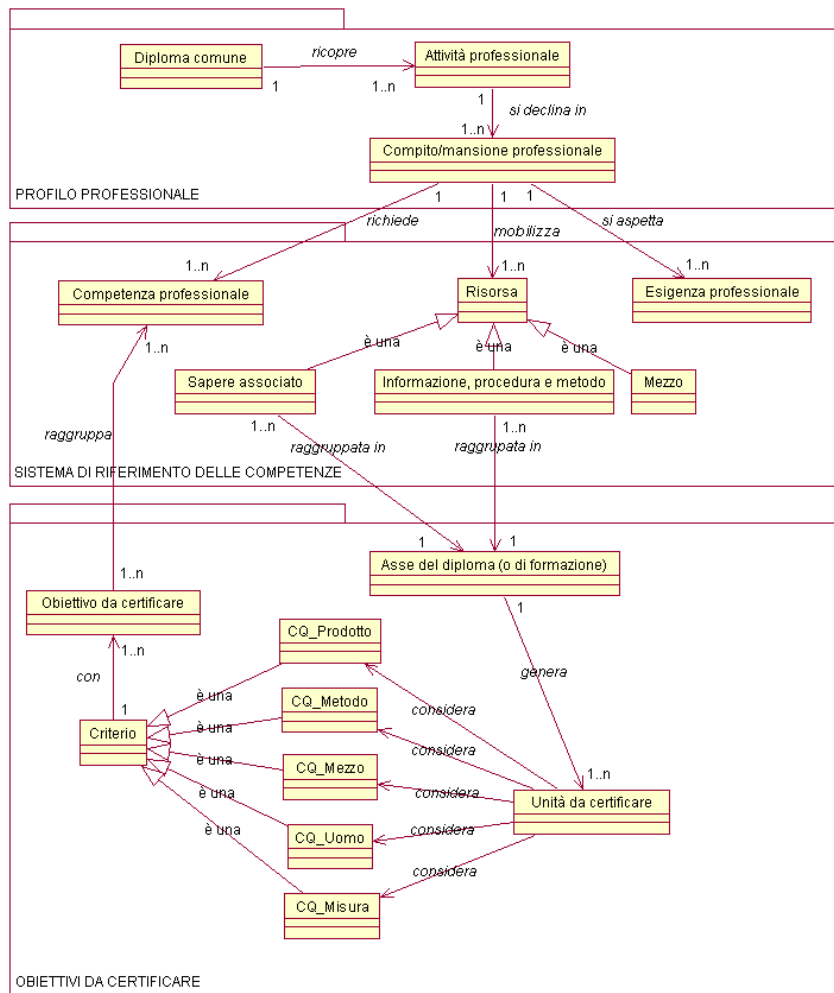 Diploma comune
ricopre
Attività professionale
1
1..n
1
si declina in
1..n
Compito/mansione professionale
PROFILO PROFESSIONALE
1
1
1
richiede
mobilizza
si aspetta
1..n
1..n
1..n
Competenza professionale
Risorsa
Esigenza professionale
1..n
è una
è una
è una
Sapere associato
Informazione, procedura e metodo
Mezzo
1..n
1..n
raggruppa
raggruppata in
raggrupata in
SISTEMA DI RIFERIMENTO DELLE COMPETENZE
1
1
Asse del diploma (o di formazione)
1..n
1
Obiettivo da certificare
CQ_Prodotto
1..n
con
genera
è una
1
CQ_Metodo
considera
Criterio
è una
considera
è una
CQ_Mezzo
1..n
è una
considera
Unità da certificare
è una
CQ_Uomo
considera
considera
CQ_Misura
OBIETTIVI DA CERTIFICARE